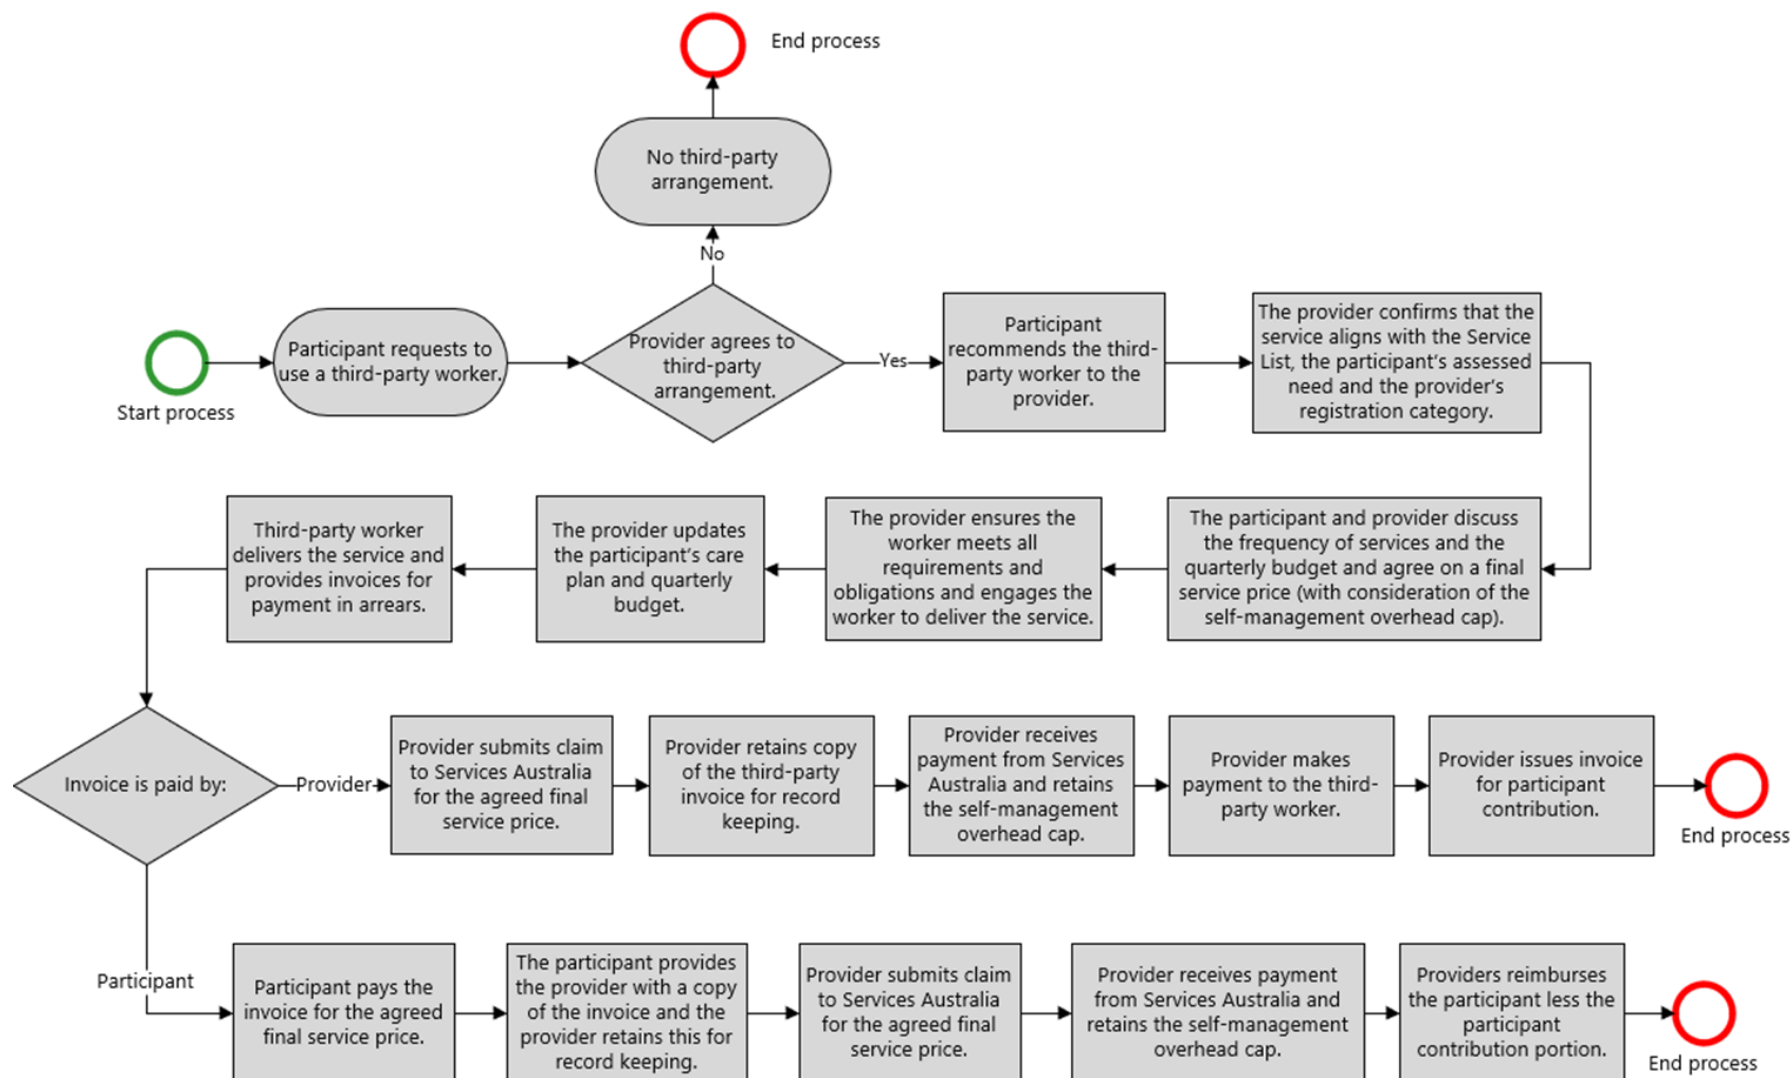 End process
No third-party
arrangement.
No
Start process
Participant requests to
use a third-party worker.
Provider agrees to
third-party
arrangement.
Yes
Participant
recommends the third-
party worker to the
provider.
The provider confirms that the
service aligns with the Service
List, the participant's assessed
need and the provider's
registration category.
The participant and provider discuss
the frequency of services and the
quarterly budget and agree on a final
service price (with consideration of the
self-management overhead cap).
The provider ensures the
worker meets all
requirements and
obligations and engages the
worker to deliver the service.
The provider updates
the participant's care
plan and quarterly
budget.
Third-party worker
delivers the service and
provides invoices for
payment in arrears.
Invoice is paid by:
Provider
Provider submits claim
to Services Australia
for the agreed final
service price.
Provider retains copy
of the third-party
invoice for record
keeping.
Provider receives
payment from Services
Australia and retains
the self-management
overhead cap.
Provider makes
payment to the third-
party worker.
Provider issues invoice
for participant
contribution.
End process
Participant
Participant pays the
invoice for the agreed
final service price.
The participant provides
the provider with a copy
of the invoice and the
provider retains this for
record keeping.
Provider submits claim
to Services Australia
for the agreed final
service price.
Provider receives payment
from Services Australia and
retains the self-management
overhead cap.
Providers reimburses
the participant less the
participant
contribution portion.
End process